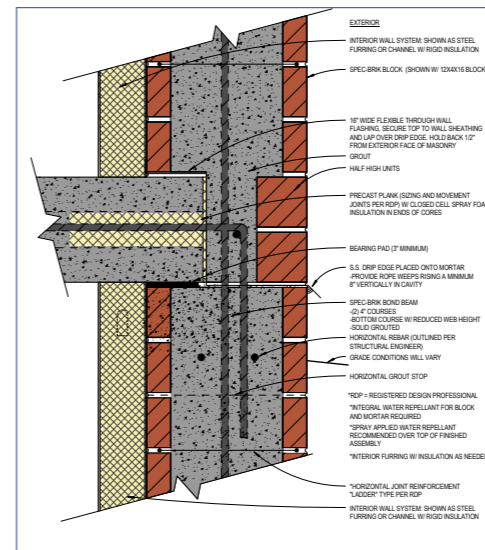 EXTERIOR
INTERIOR WALL SYSTEM: SHOWN AS STEEL
FURRING OR CHANNEL W/ RIGID INSULATION
SPEC-BRIK BLOCK (SHOWN W/ 12X4X16 BLOCK
16" WIDE FLEXIBLE THROUGH WALL
FLASHING, SECURE TOP TO WALL SHEATHING
AND LAP OVER DRIP EDGE. HOLD BACK 1/2"
FROM EXTERIOR FACE OF MASONRY
GROUT
HALF HIGH UNITS
PRECAST PLANK (SIZING AND MOVEMENT
JOINTS PER RDP) W/ CLOSED CELL SPRAY FOA
INSULATION IN ENDS OF CORES
BEARING PAD (3" MINIMUM)
S.S. DRIP EDGE PLACED ONTO MORTAR
-PROVIDE ROPE WEEPS RISING A MINIMUM
8" VERTICALLY IN CAVITY
SPEC-BRIK BOND BEAM
-(2) 4" COURSES
-BOTTOM COURSE W/ REDUCED WEB HEIGHT
-SOLID GROUTED
HORIZONTAL REBAR (OUTLINED PER
STRUCTURAL ENGINEER)
GRADE CONDITIONS WILL VARY
HORIZONTAL GROUT STOP
*RDP = REGISTERED DESIGN PROFESSIONAL
*INTEGRAL WATER REPELLANT FOR BLOCK
AND MORTAR REQUIRED
*SPRAY APPLIED WATER REPELLANT
RECOMMENDED OVER TOP OF FINISHED
ASSEMBLY
*INTERIOR FURRING W/ INSULATION AS NEEDE
*HORIZONTAL JOINT REINFORCEMENT
"LADDER" TYPE PER RDP
INTERIOR WALL SYSTEM: SHOWN AS STEEL
FURRING OR CHANNEL W/ RIGID INSULATION